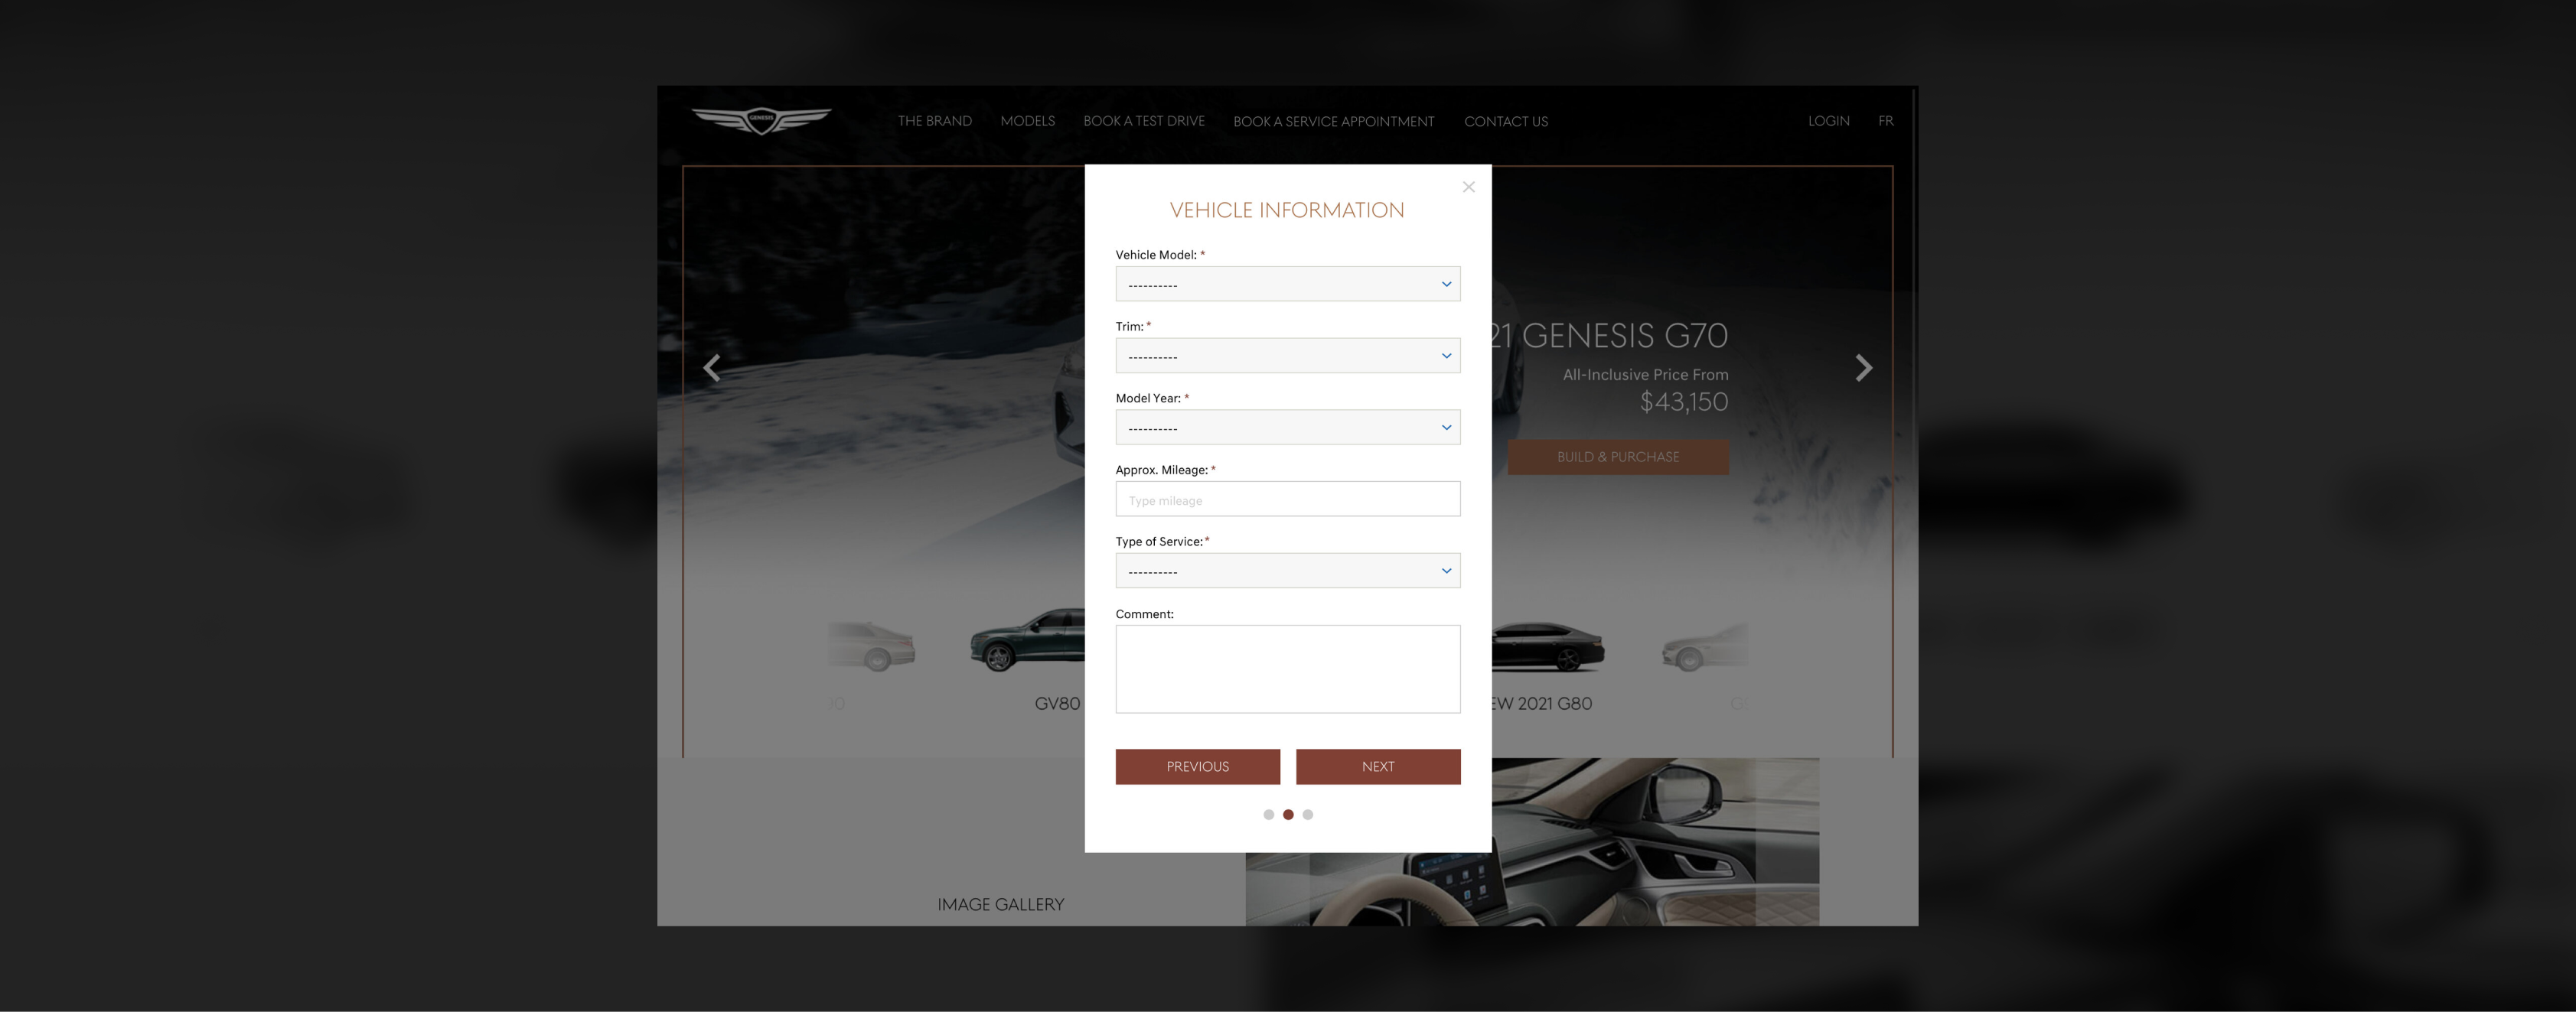 GENESIS
THE BRAND MODELS BOOK A TEST DRIVE BOOK A SERVICE APPOINTMENT CONTACT US LOGIN FR
VEHICLE INFORMATION
Vehicle Model: *
----------
Trim: *
----------
Model Year: *
----------
Approx. Mileage: *
Type mileage
Type of Service: *
----------
Comment:
PREVIOUS NEXT
21 GENESIS G70
All-Inclusive Price From
$43,150
BUILD & PURCHASE
GV80
EW 2021 G80
IMAGE GALLERY